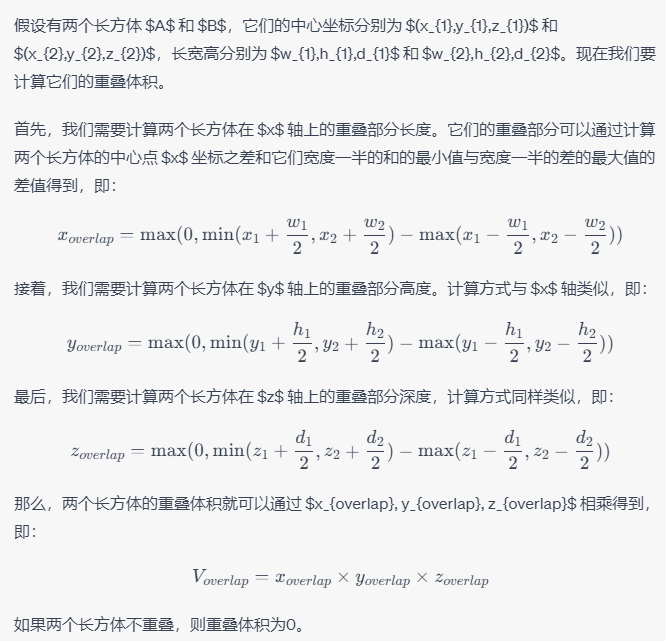 假设有两个长方体 $A$ 和 $B$，它们的中心坐标分别为 $(x_{1},y_{1},z_{1})$ 和
$(x_{2},y_{2},z_{2})$，长宽高分别为 $w_{1},h_{1},d_{1}$ 和 $w_{2},h_{2},d_{2}$。现在我们要
计算它们的重叠体积。
首先，我们需要计算两个长方体在 $x$ 轴上的重叠部分长度。它们的重叠部分可以通过计算
两个长方体的中心点 $x$ 坐标之差和它们宽度一半的和的最小值与宽度一半的差的最大值的
差值得到，即：
x_{overlap} = max(0, min(x_1 + \frac{w_1}{2}, x_2 + \frac{w_2}{2}) − max(x_1 − \frac{w_1}{2}, x_2 − \frac{w_2}{2}))
接着，我们需要计算两个长方体在 $y$ 轴上的重叠部分高度。计算方式与 $x$ 轴类似，即：
y_{overlap} = max(0, min(y_1 + \frac{h_1}{2}, y_2 + \frac{h_2}{2}) − max(y_1 − \frac{h_1}{2}, y_2 − \frac{h_2}{2}))
最后，我们需要计算两个长方体在 $z$ 轴上的重叠部分深度，计算方式同样类似，即：
z_{overlap} = max(0, min(z_1 + \frac{d_1}{2}, z_2 + \frac{d_2}{2}) − max(z_1 − \frac{d_1}{2}, z_2 − \frac{d_2}{2}))
那么，两个长方体的重叠体积就可以通过 $x_{overlap}, y_{overlap}, z_{overlap}$ 相乘得到，
即：
V_{overlap} = x_{overlap} × y_{overlap} × z_{overlap}
如果两个长方体不重叠，则重叠体积为0。